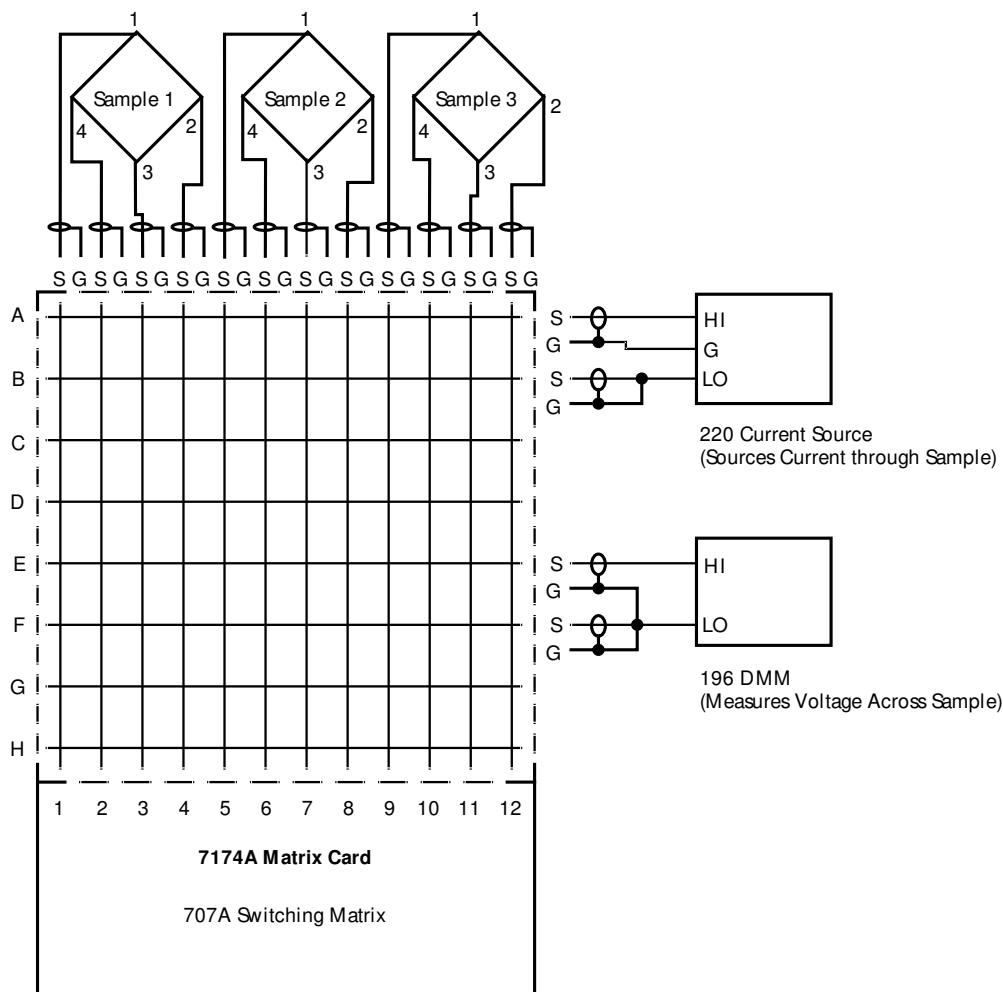 1 1 1
Sample 1 Sample 2 Sample 3
4 2 4 2 4 2
3 3 3
S G S G S G S G S G S G S G S G S G S G S G S G
A S HI
G G
B S LO
G
220 Current Source
C (Sources Current through Sample)
D
E S HI
G
F S LO
G
196 DMM
G (Measures Voltage Across Sample)
H
1 2 3 4 5 6 7 8 9 10 11 12
7174A Matrix Card
707A Switching Matrix